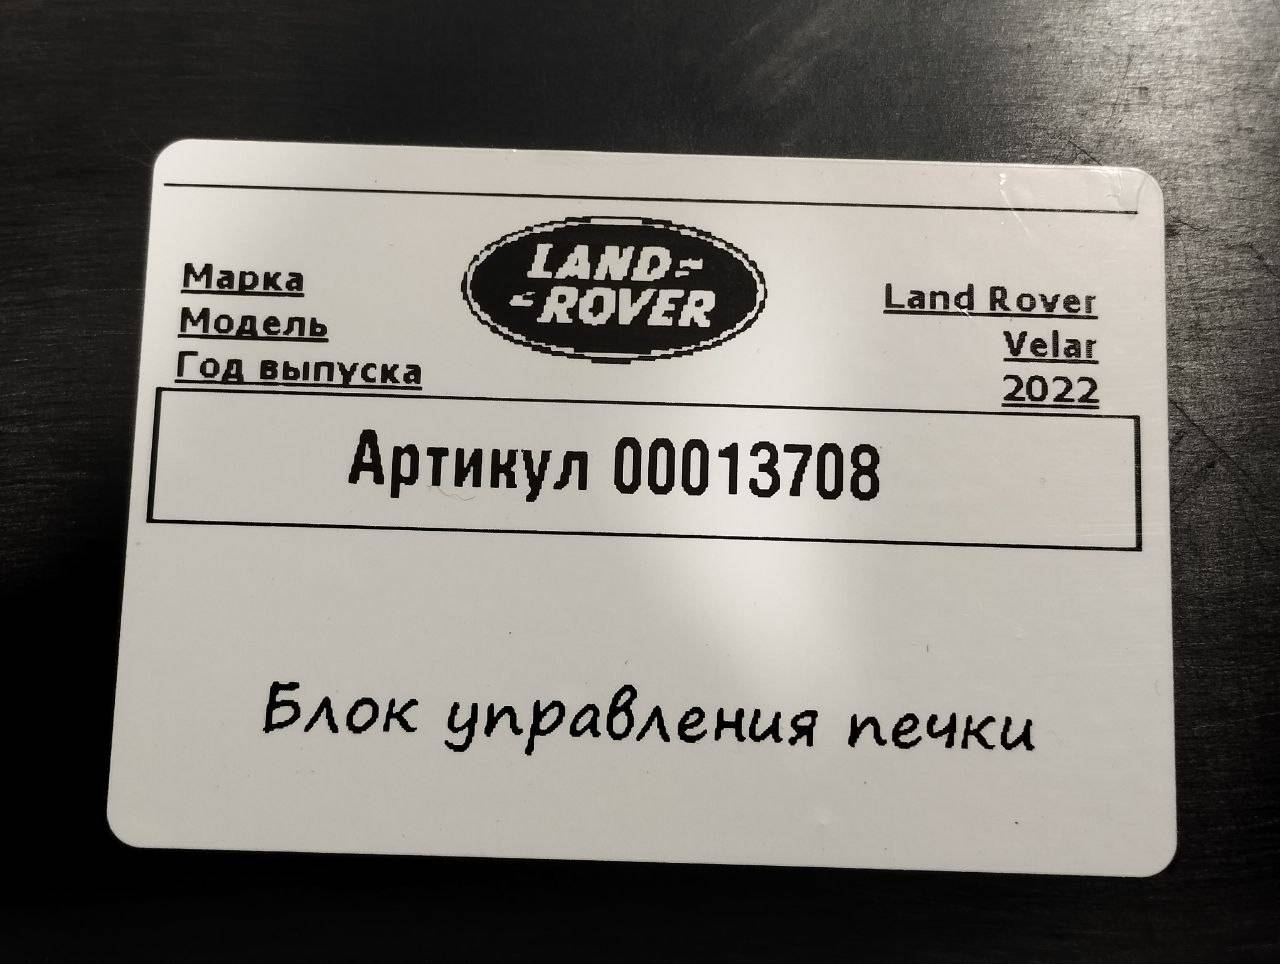 LAND-
-ROVER
Марка Land Rover
Модель Velar
Год выпуска 2022
Артикул 00013708
Блок управления печки